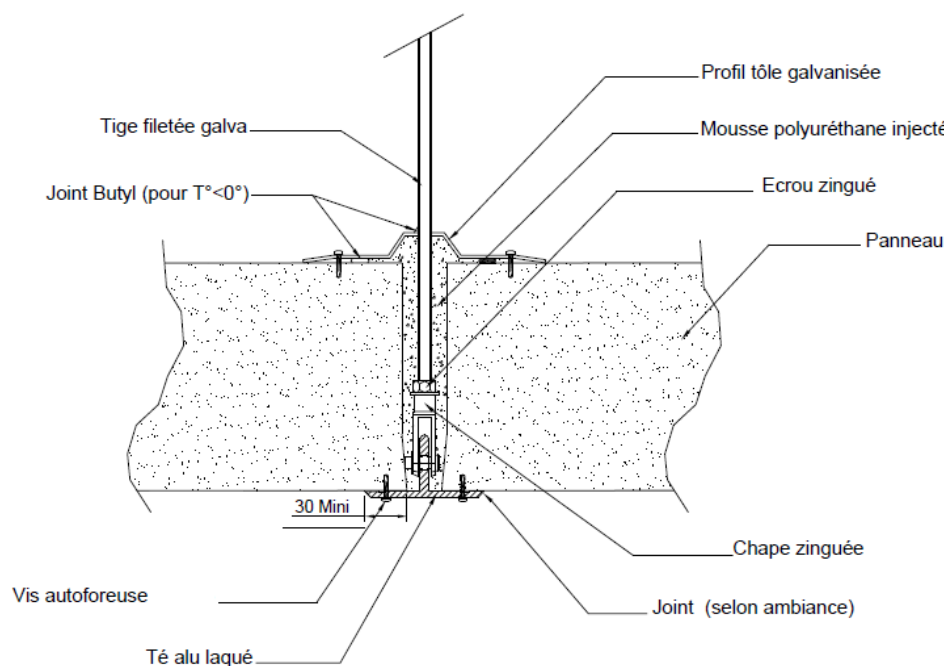 Profil tôle galvanisée
Tige filetée galva
Mousse polyuréthane injecté
Joint Butyl (pour T°<0°)
Ecrou zingué
Panneau
30 Mini
Chape zinguée
Vis autoforeuse
Joint (selon ambiance)
Té alu laqué